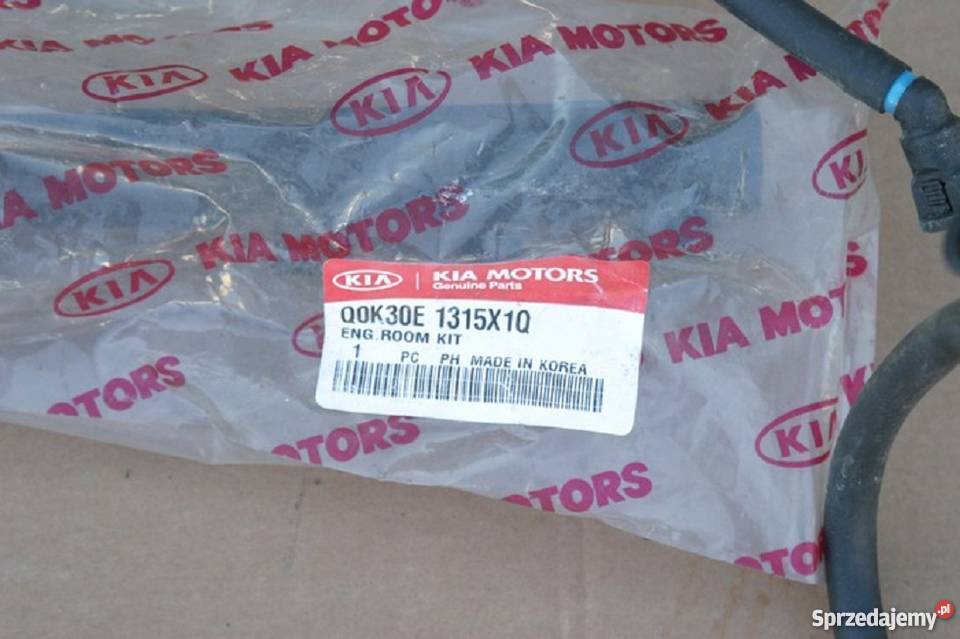 KIA MOTORS
KIA
KIA MOTORS
KIA MOTORS
KIA
KIA
KIA
KIA MOTORS
KIA MOTORS
KIA MOTORS
KIA
KIA | KIA MOTORS
Genuine Parts
Q0K30E 1315X1Q
ENG.ROOM KIT
1 PC PH MADE IN KOREA
KIA MOTORS
KIA
MOTORS
MOTORS
MOTORS
Sprzedajemy.pl